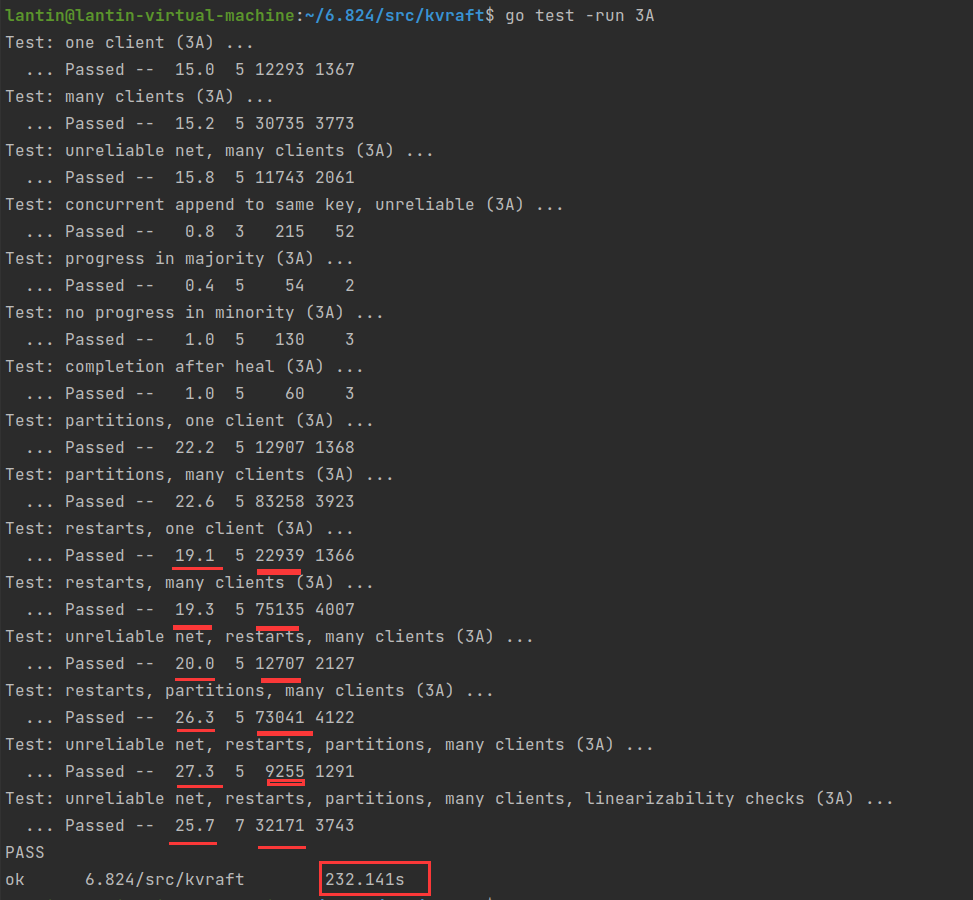 lantin@lantin-virtual-machine:~/6.824/src/kvraft$ go test -run 3A
Test: one client (3A) ...
  ... Passed --  15.0  5 12293 1367
Test: many clients (3A) ...
  ... Passed --  15.2  5 30735 3773
Test: unreliable net, many clients (3A) ...
  ... Passed --  15.8  5 11743 2061
Test: concurrent append to same key, unreliable (3A) ...
  ... Passed --   0.8  3   215   52
Test: progress in majority (3A) ...
  ... Passed --   0.4  5    54    2
Test: no progress in minority (3A) ...
  ... Passed --   1.0  5   130    3
Test: completion after heal (3A) ...
  ... Passed --   1.0  5    60    3
Test: partitions, one client (3A) ...
  ... Passed --  22.2  5 12907 1368
Test: partitions, many clients (3A) ...
  ... Passed --  22.6  5 83258 3923
Test: restarts, one client (3A) ...
  ... Passed --  19.1  5 22939 1366
Test: restarts, many clients (3A) ...
  ... Passed --  19.3  5 75135 4007
Test: unreliable net, restarts, many clients (3A) ...
  ... Passed --  20.0  5 12707 2127
Test: restarts, partitions, many clients (3A) ...
  ... Passed --  26.3  5 73041 4122
Test: unreliable net, restarts, partitions, many clients (3A) ...
  ... Passed --  27.3  5  9255 1291
Test: unreliable net, restarts, partitions, many clients, linearizability checks (3A) ...
  ... Passed --  25.7  7 32171 3743
PASS
ok      6.824/src/kvraft        232.141s